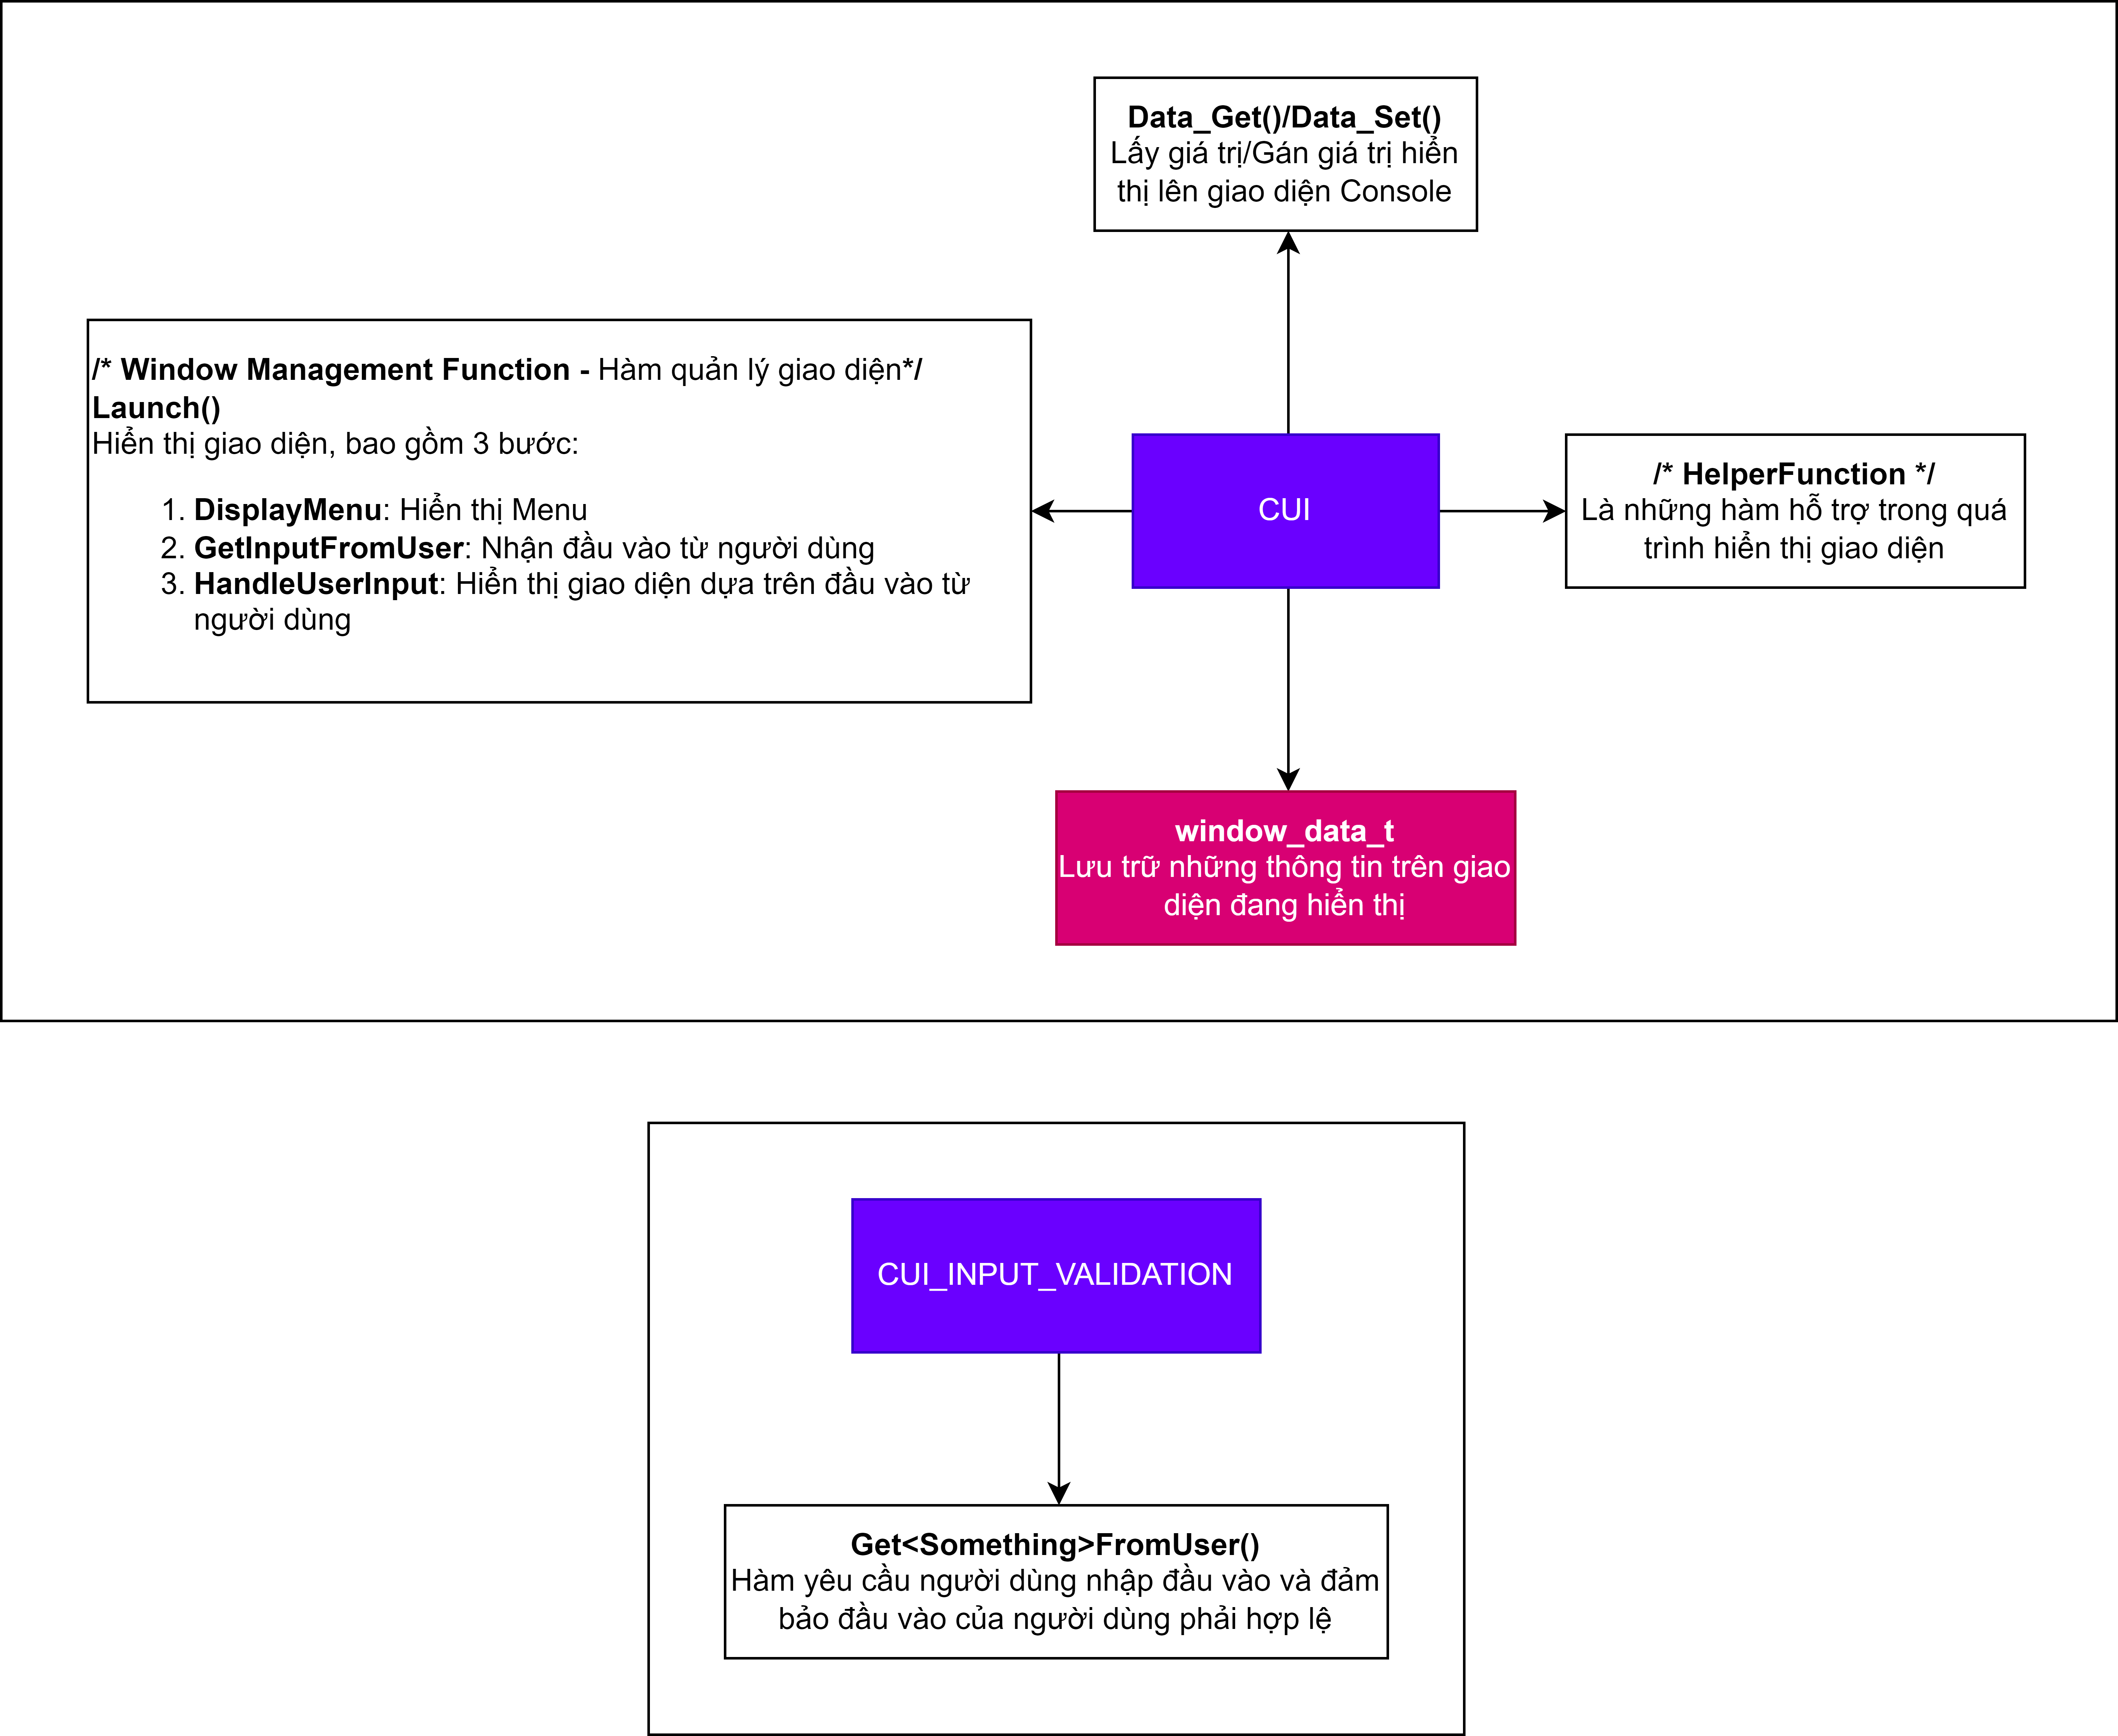 Data_Get()/Data_Set()
Lấy giá trị/Gán giá trị hiển
thị lên giao diện Console
/* Window Management Function - Hàm quản lý giao diện*/
Launch()
Hiển thị giao diện, bao gồm 3 bước:
1. DisplayMenu: Hiển thị Menu
2. GetInputFromUser: Nhận đầu vào từ người dùng
3. HandleUserInput: Hiển thị giao diện dựa trên đầu vào từ
người dùng
CUI
/* HelperFunction */
Là những hàm hỗ trợ trong quá
trình hiển thị giao diện
window_data_t
Lưu trữ những thông tin trên giao
diện đang hiển thị
CUI_INPUT_VALIDATION
Get<Something>FromUser()
Hàm yêu cầu người dùng nhập đầu vào và đảm
bảo đầu vào của người dùng phải hợp lệ